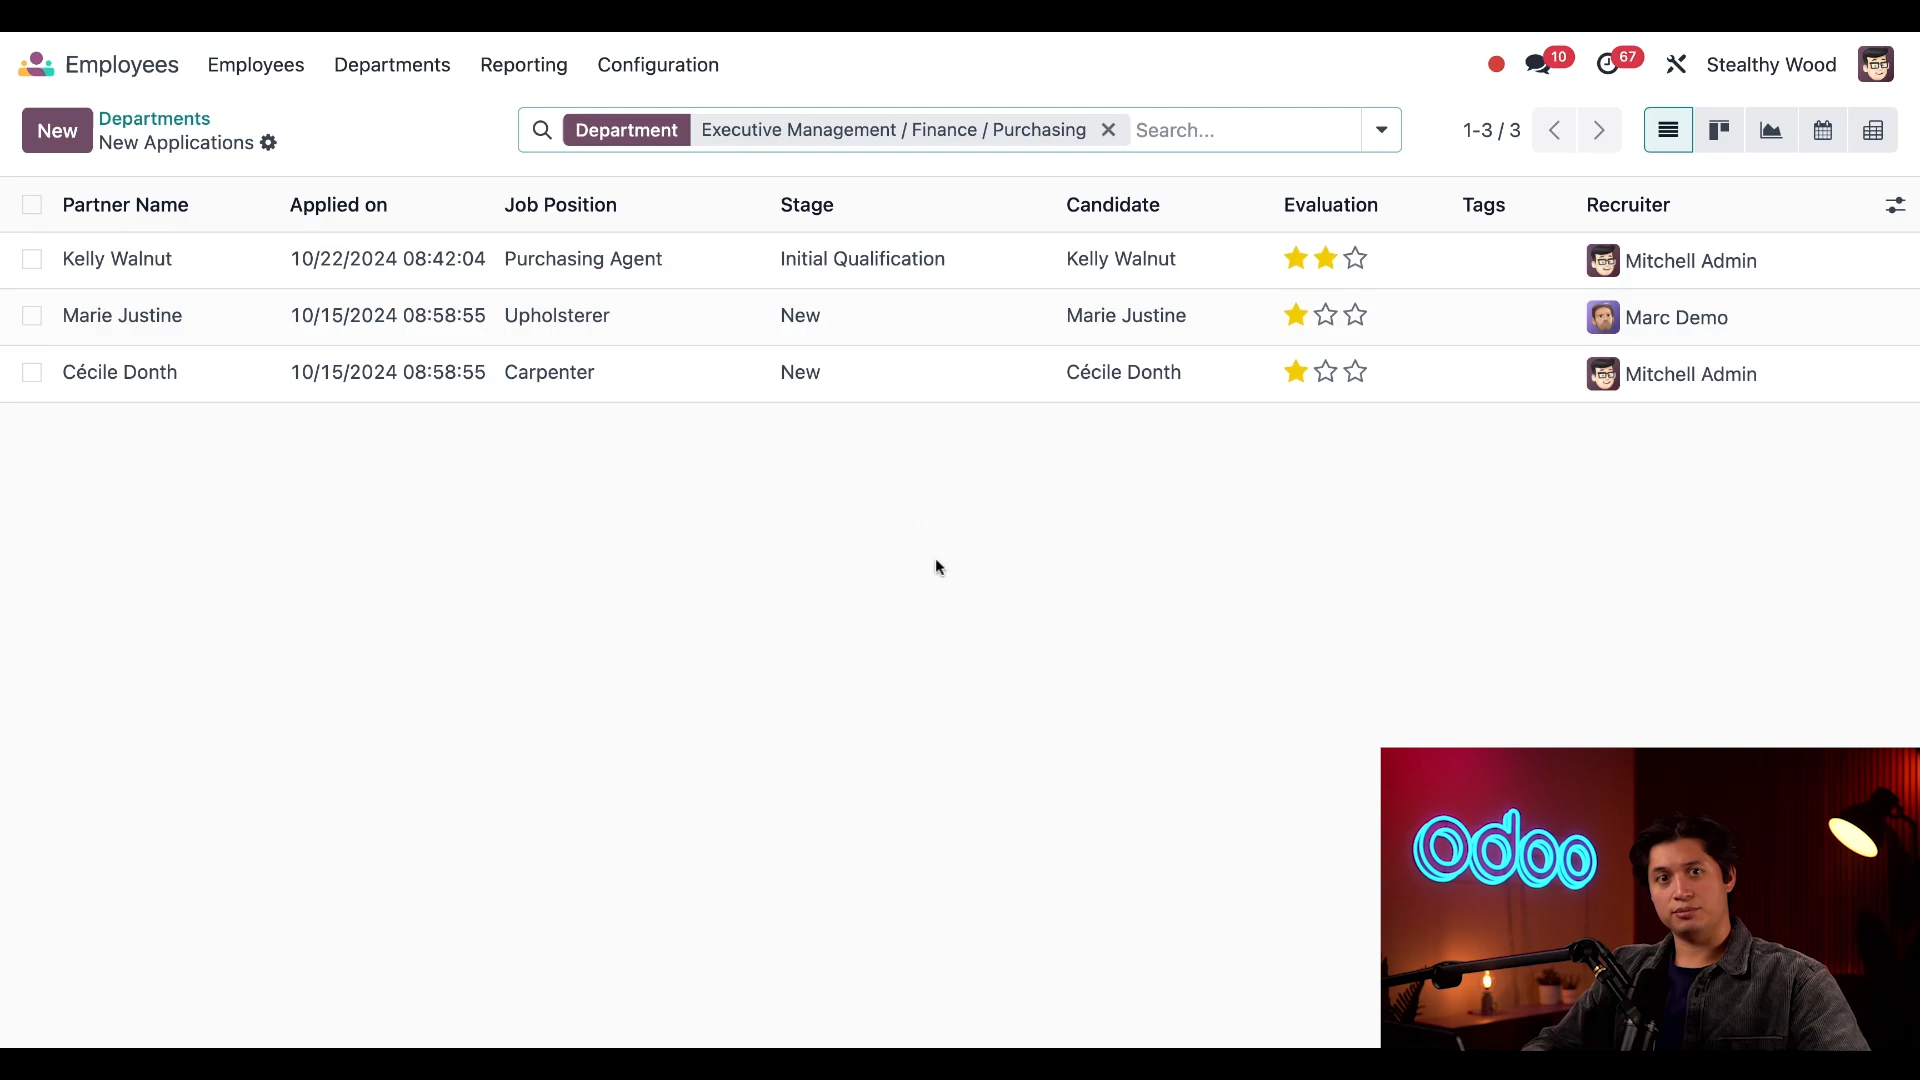 Employees Employees Departments Reporting Configuration 10 67 Stealthy Wood
New Departments
New Applications Department Executive Management / Finance / Purchasing Search... 1-3 / 3
Partner Name Applied on Job Position Stage Candidate Evaluation Tags Recruiter
Kelly Walnut 10/22/2024 08:42:04 Purchasing Agent Initial Qualification Kelly Walnut Mitchell Admin
Marie Justine 10/15/2024 08:58:55 Upholsterer New Marie Justine Marc Demo
Cécile Donth 10/15/2024 08:58:55 Carpenter New Cécile Donth Mitchell Admin
odoo